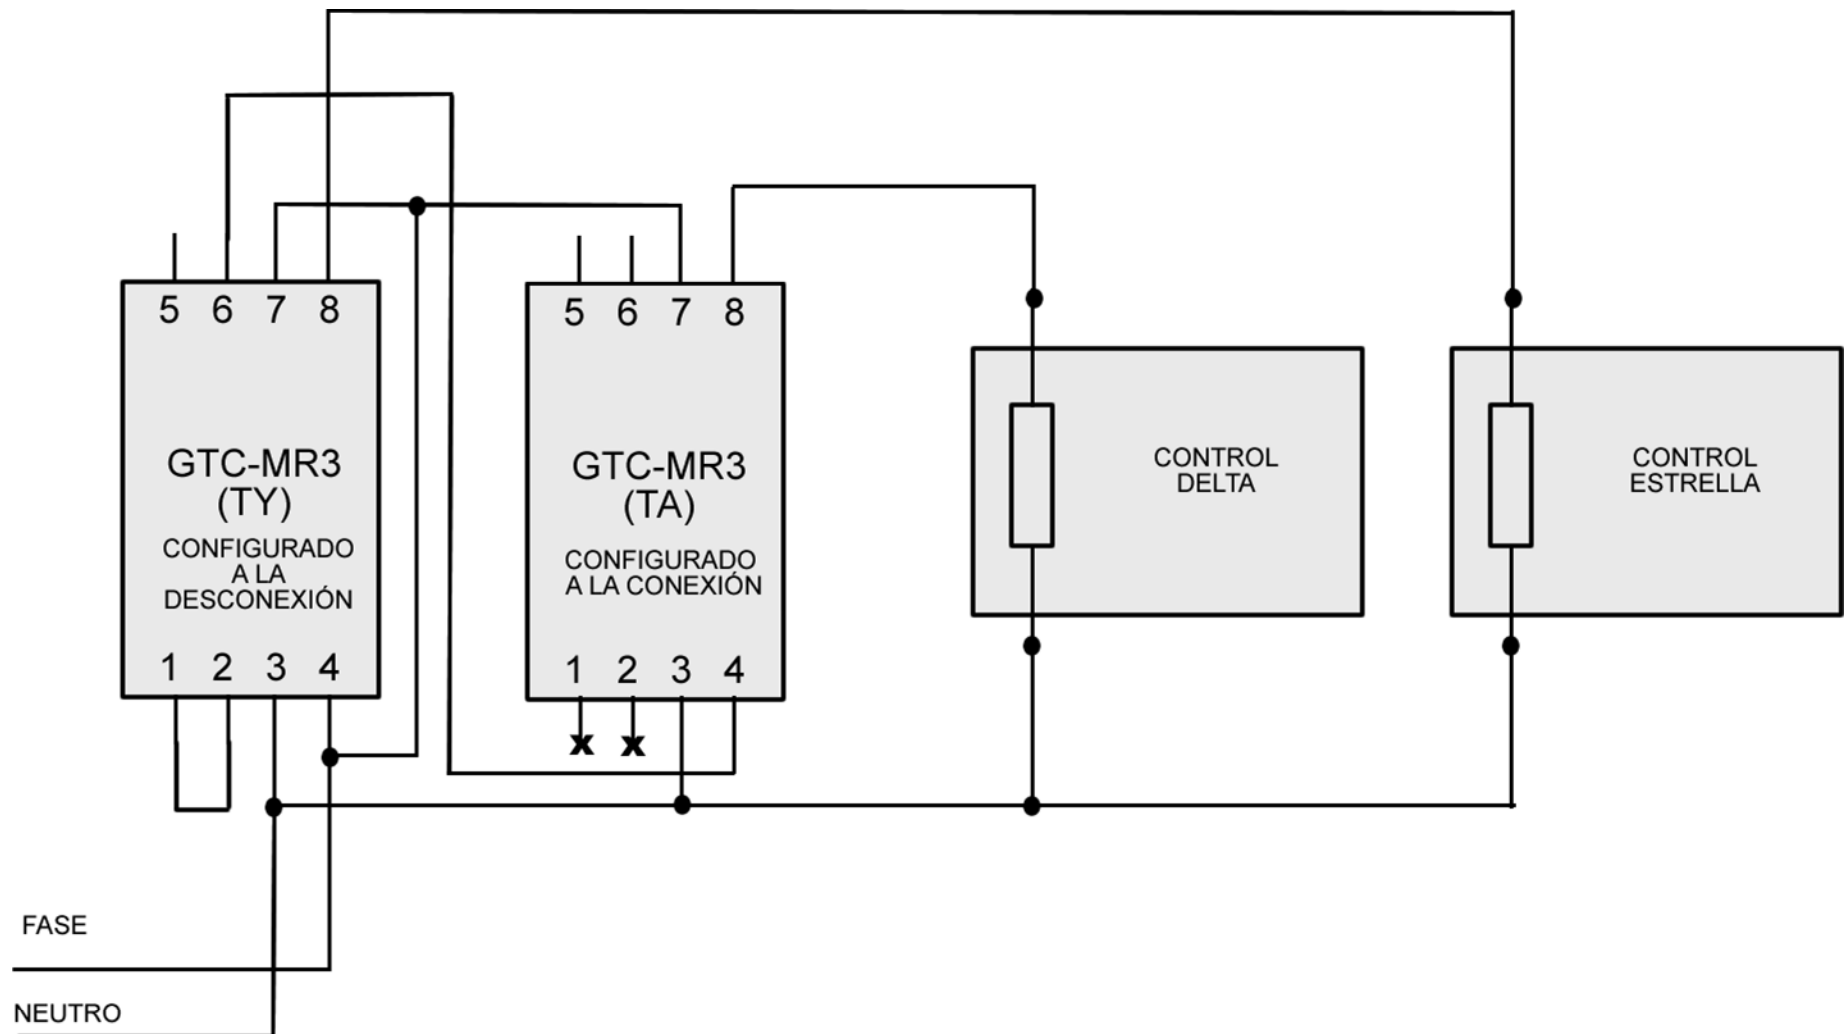 5 6 7 8
GTC-MR3
(TY)
CONFIGURADO
A LA
DESCONEXIÓN
1 2 3 4
5 6 7 8
GTC-MR3
(TA)
CONFIGURADO
A LA CONEXIÓN
1 2 3 4
x x
CONTROL
DELTA
CONTROL
ESTRELLA
FASE
NEUTRO